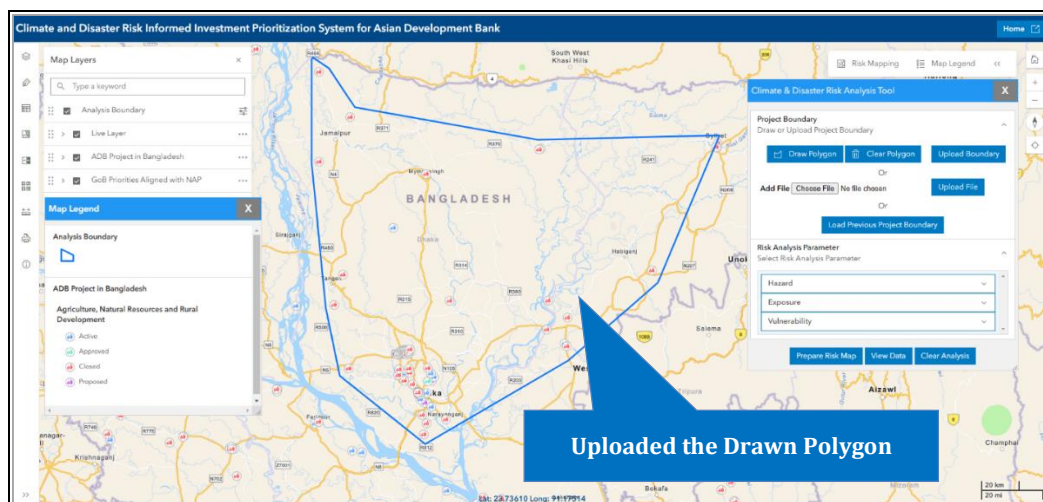 Climate and Disaster Risk Informed Investment Prioritization System for Asian Development Bank
Home
Map Layers
Type a keyword
Analysis Boundary
Live Layer
ADB Project in Bangladesh
GoB Priorities Aligned with NAP
Map Legend
X
Analysis Boundary
ADB Project in Bangladesh
Agriculture, Natural Resources and Rural
Development
Active
Approved
Closed
Proposed
South West
Khasi Hills
Jamalpur
Sylhet
BANGLADESH
Dhaka
Sirajganj
Habiganj
Narayanganj
Saiema
Krishnaganj
Aizawl
Bokafa
Risk Mapping
Map Legend
Climate & Disaster Risk Analysis Tool
X
Project Boundary
Draw or Upload Project Boundary
Draw Polygon
Clear Polygon
Upload Boundary
Or
Add File Choose File No file chosen
Upload File
Or
Load Previous Project Boundary
Risk Analysis Parameter
Select Risk Analysis Parameter
Hazard
Exposure
Vulnerability
Prepare Risk Map
View Data
Clear Analysis
Uploaded the Drawn Polygon
20 km
20 mi